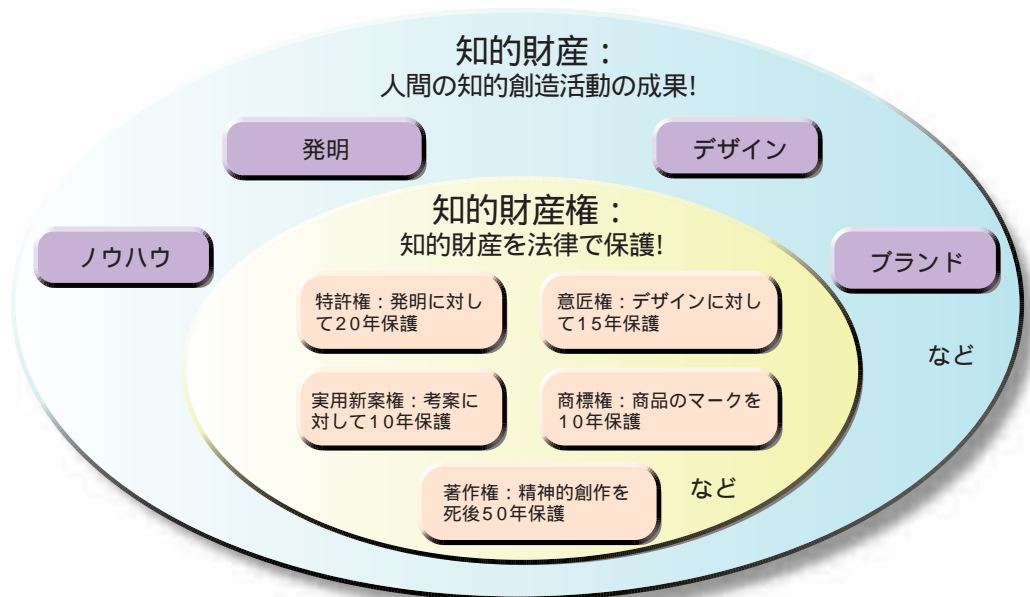 知的財産：
人間の知的創造活動の成果!
発明
デザイン
知的財産権：
知的財産を法律で保護!
ノウハウ
ブランド
特許権：発明に対し
て20年保護
意匠権：デザインに対し
て15年保護
など
実用新案権：考案に
対して10年保護
商標権：商品のマークを
10年保護
著作権：精神的創作を
死後50年保護
など